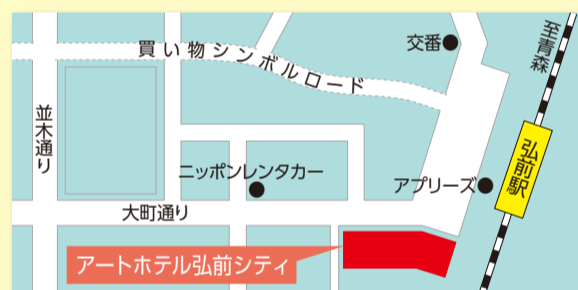 交番
至青森
買い物シンボルロード
並木通り
弘前駅
ニッポンレンタカー
アプリーズ
大町通り
アートホテル弘前シティ